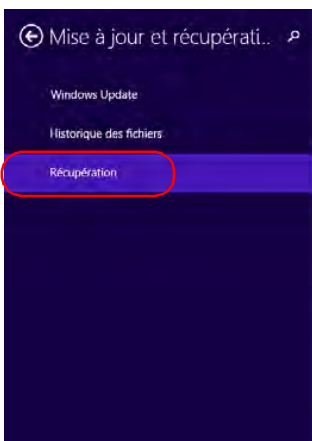 Mise à jour et récupérati..
Windows Update
Historique des fichiers
Récupération